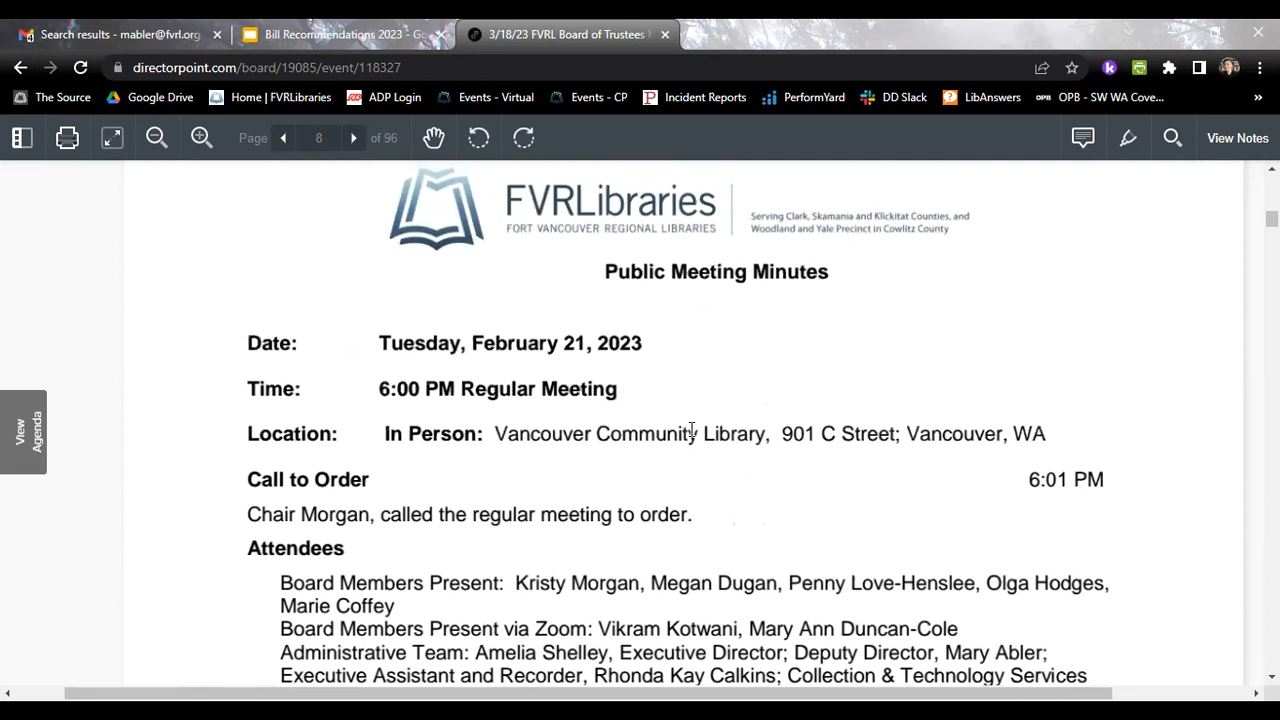 Search results - mabler@fvrl.org
Bill Recommendations 2023 - Go
3/18/23 FVRL Board of Trustees M
directorpoint.com/board/19085/event/118327
The Source
Google Drive
Home | FVRLibraries
ADP Login
Events - Virtual
Events - CP
Incident Reports
PerformYard
DD Slack
LibAnswers
OPB - SW WA Cove...
Page 8 of 96
View Notes
View Agenda
FVRLibraries
FORT VANCOUVER REGIONAL LIBRARIES
Serving Clark, Skamania and Klickitat Counties, and
Woodland and Yale Precinct in Cowlitz County
Public Meeting Minutes
Date: Tuesday, February 21, 2023
Time: 6:00 PM Regular Meeting
Location: In Person: Vancouver Community Library, 901 C Street; Vancouver, WA
Call to Order 6:01 PM
Chair Morgan, called the regular meeting to order.
Attendees
Board Members Present: Kristy Morgan, Megan Dugan, Penny Love-Henslee, Olga Hodges,
Marie Coffey
Board Members Present via Zoom: Vikram Kotwani, Mary Ann Duncan-Cole
Administrative Team: Amelia Shelley, Executive Director; Deputy Director, Mary Abler;
Executive Assistant and Recorder, Rhonda Kay Calkins; Collection & Technology Services